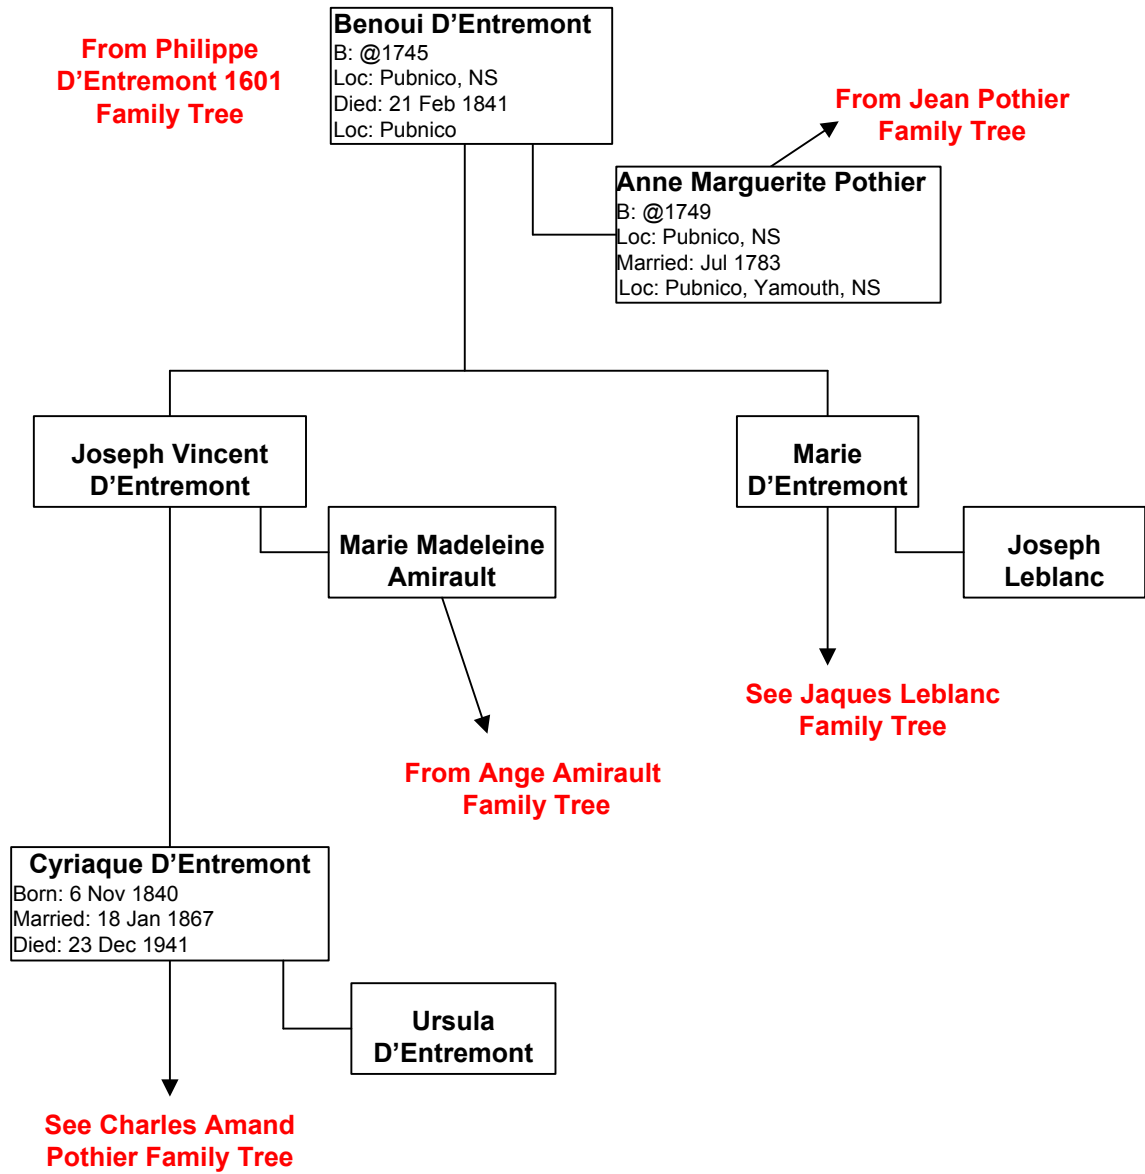 From Philippe
D'Entremont 1601
Family Tree
Benoui D'Entremont
B: @1745
Loc: Pubnico, NS
Died: 21 Feb 1841
Loc: Pubnico
From Jean Pothier
Family Tree
Anne Marguerite Pothier
B: @1749
Loc: Pubnico, NS
Married: Jul 1783
Loc: Pubnico, Yamouth, NS
Joseph Vincent
D'Entremont
Marie
D'Entremont
Marie Madeleine
Amirault
Joseph
Leblanc
See Jaques Leblanc
Family Tree
From Ange Amirault
Family Tree
Cyriaque D'Entremont
Born: 6 Nov 1840
Married: 18 Jan 1867
Died: 23 Dec 1941
Ursula
D'Entremont
See Charles Amand
Pothier Family Tree